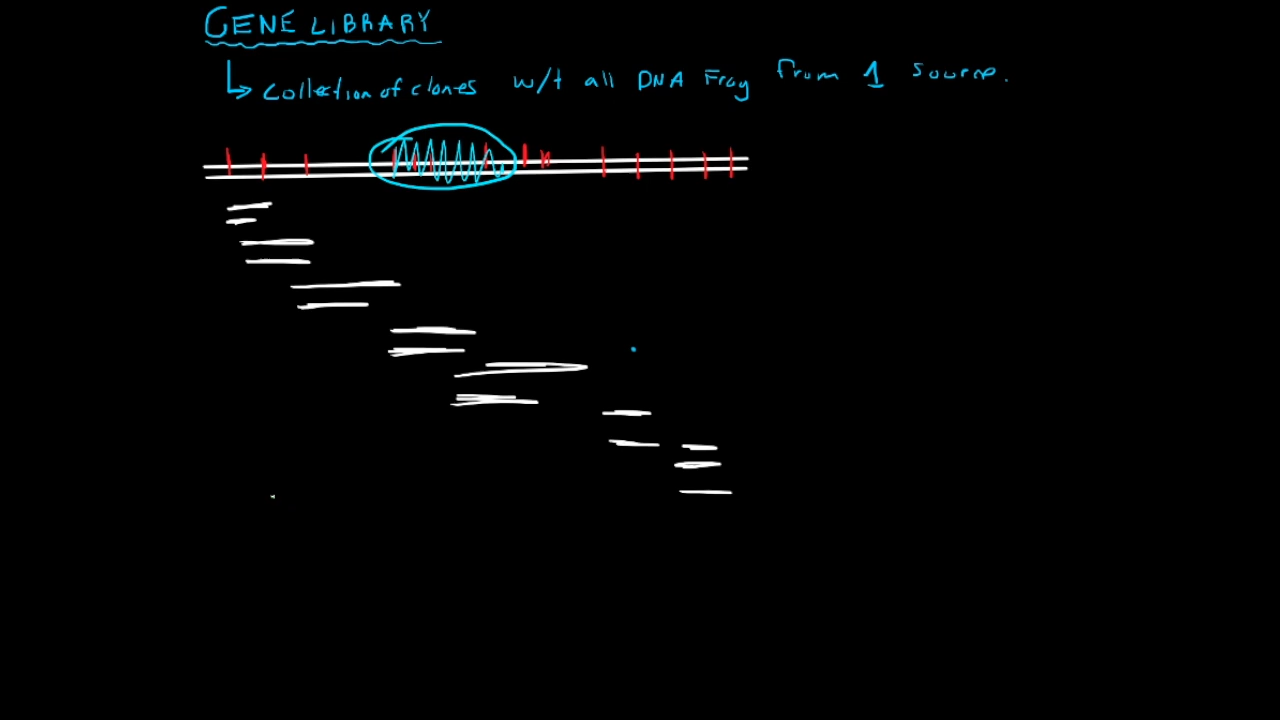 GENE LIBRARY
↳ Collection of clones w/t all DNA Frag from 1 source.